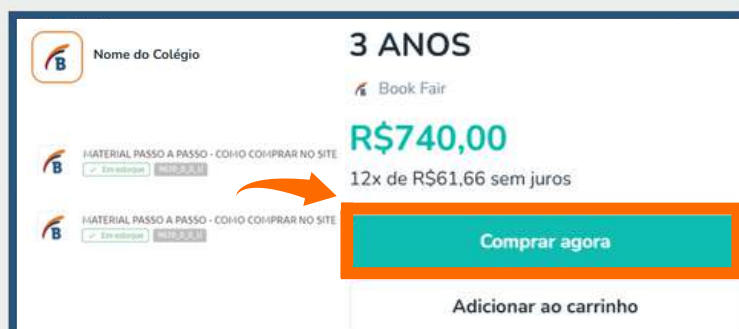 B
Nome do Colégio
MATERIAL PASSO A PASSO - COMO COMPRAR NO SITE
✓ Em estoque
B
MATERIAL PASSO A PASSO - COMO COMPRAR NO SITE
✓ Em estoque
B
3 ANOS
Book Fair
R$740,00
12x de R$61,66 sem juros
Comprar agora
Adicionar ao carrinho